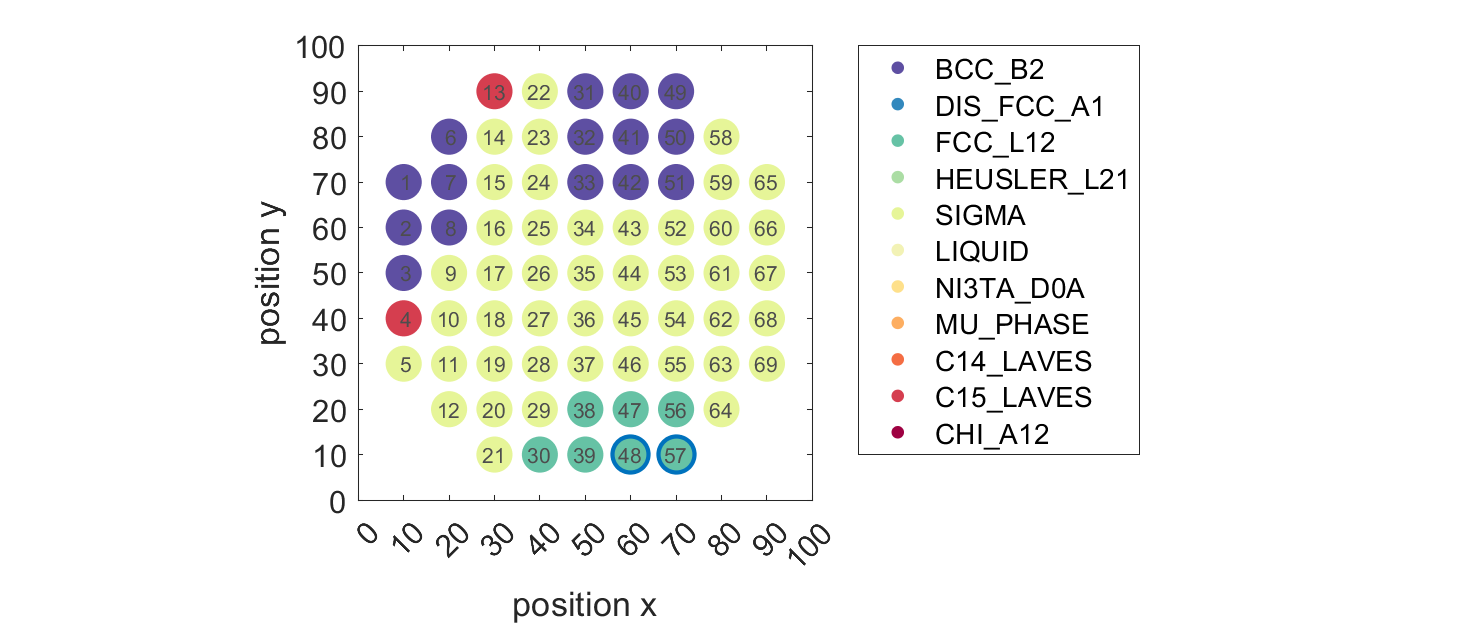 100
90 13 22 31 40 49
80 6 14 23 32 41 50 58
70 1 7 15 24 33 42 51 59 65
60 2 8 16 25 34 43 52 60 66
50 3 9 17 26 35 44 53 61 67
40 4 10 18 27 36 45 54 62 68
30 5 11 19 28 37 46 55 63 69
20 12 20 29 38 47 56 64
10 21 30 39 48 57
0
position y
0 10 20 30 40 50 60 70 80 90 100
position x
BCC_B2
DIS_FCC_A1
FCC_L12
HEUSLER_L21
SIGMA
LIQUID
NI3TA_D0A
MU_PHASE
C14_LAVES
C15_LAVES
CHI_A12